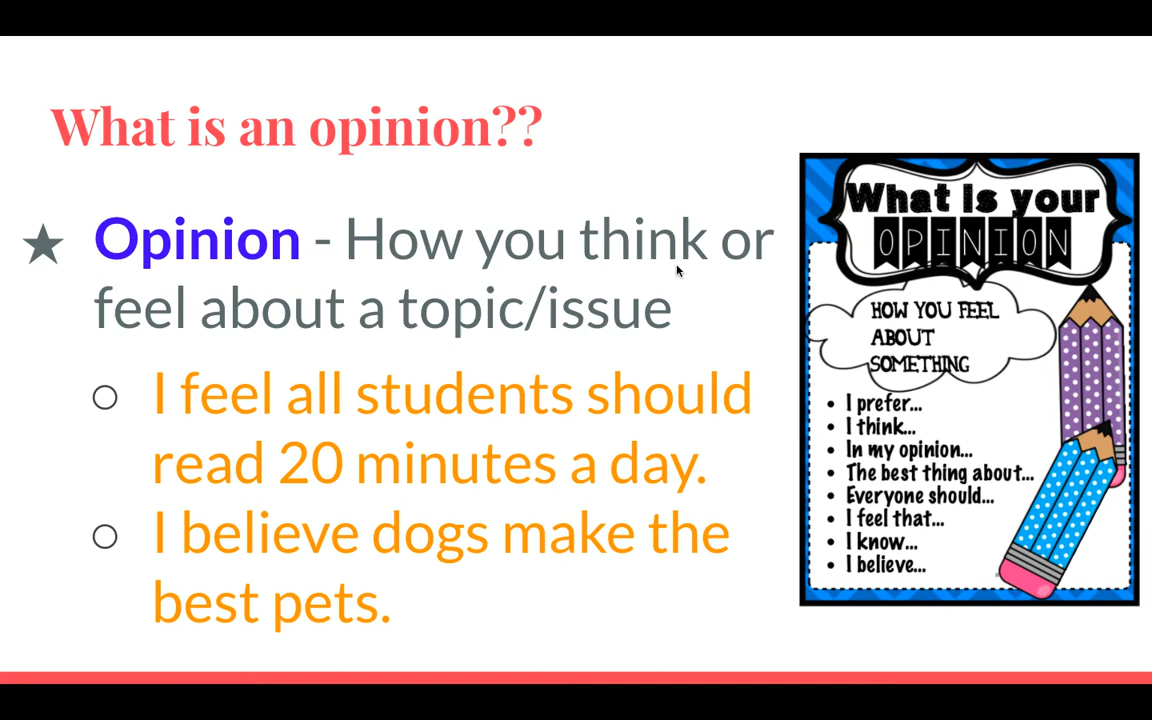 What is an opinion??
Opinion - How you think or
feel about a topic/issue
I feel all students should
read 20 minutes a day.
I believe dogs make the
best pets.
What is your
OPINION
HOW YOU FEEL
ABOUT
SOMETHING
• I prefer...
• I think...
• In my opinion...
• The best thing about...
• Everyone should...
• I feel that...
• I know...
• I believe...